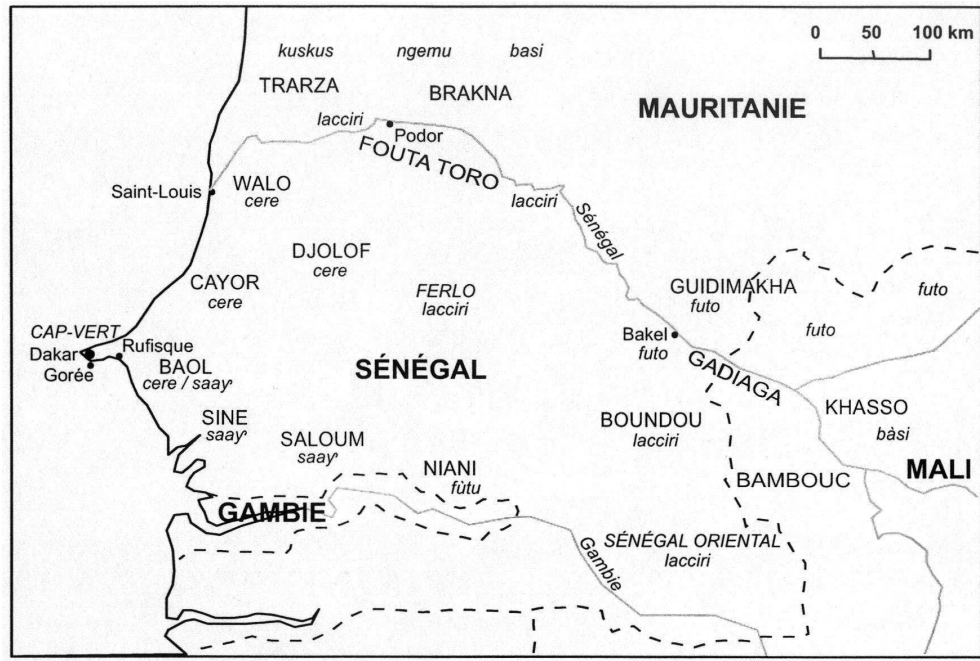 kuskus ngemu basi
0 50 100 km
TRARZA
BRAKNA
MAURITANIE
lacciri
Podor
FOUTA TORO
Saint-Louis
WALO
cere
lacciri
Sénégal
DJOLOF
cere
CAYOR
cere
FERLO
lacciri
GUIDIMAKHA
futo
futo
futo
CAP-VERT
Dakar
Rufisque
Gorée
BAOL
cere / saay'
SÉNÉGAL
Bakel
futo
GADIAGA
SINE
saay'
SALOUM
saay'
NIANI
fùtu
BOUNDOU
lacciri
KHASSO
bàsi
BAMBOUC
MALI
GAMBIE
Gambie
SÉNÉGAL ORIENTAL
lacciri